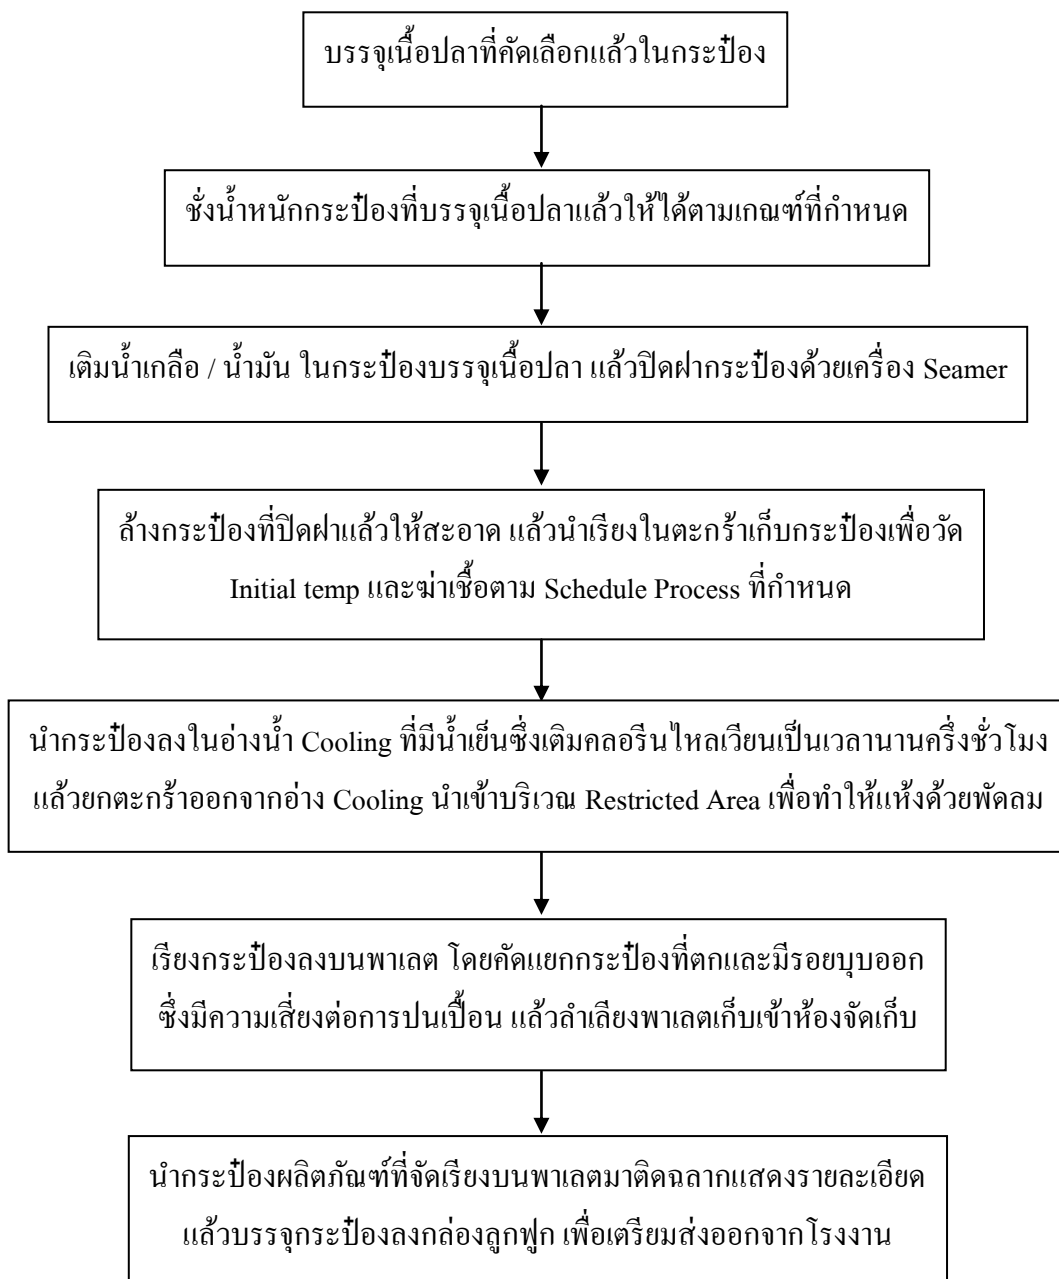 บรรจุเนื้อปลาที่คัดเลือกแล้วในกระป๋อง
ชั่งน้ำหนักกระป๋องที่บรรจุเนื้อปลาแล้วให้ได้ตามเกณฑ์ที่กำหนด
เติมน้ำเกลือ / น้ำมัน ในกระป๋องบรรจุเนื้อปลา แล้วปิดฝากระป๋องด้วยเครื่อง Seamer
ล้างกระป๋องที่ปิดฝาแล้วให้สะอาด แล้วนำเรียงในตะกร้าเก็บกระป๋องเพื่อวัด
Initial temp และฆ่าเชื้อตาม Schedule Process ที่กำหนด
นำกระป๋องลงในอ่างน้ำ Cooling ที่มีน้ำเย็นซึ่งเติมคลอรีนไหลเวียนเป็นเวลานานครึ่งชั่วโมง
แล้วยกตะกร้าออกจากอ่าง Cooling นำเข้าบริเวณ Restricted Area เพื่อทำให้แห้งด้วยพัดลม
เรียงกระป๋องลงบนพาเลต โดยคัดแยกกระป๋องที่ตกและมีรอยบุบออก
ซึ่งมีความเสี่ยงต่อการปนเปื้อน แล้วลำเลียงพาเลตเก็บเข้าห้องจัดเก็บ
นำกระป๋องผลิตภัณฑ์ที่จัดเรียงบนพาเลตมาติดฉลากแสดงรายละเอียด
แล้วบรรจุกระป๋องลงกล่องลูกฟูก เพื่อเตรียมส่งออกจากโรงงาน